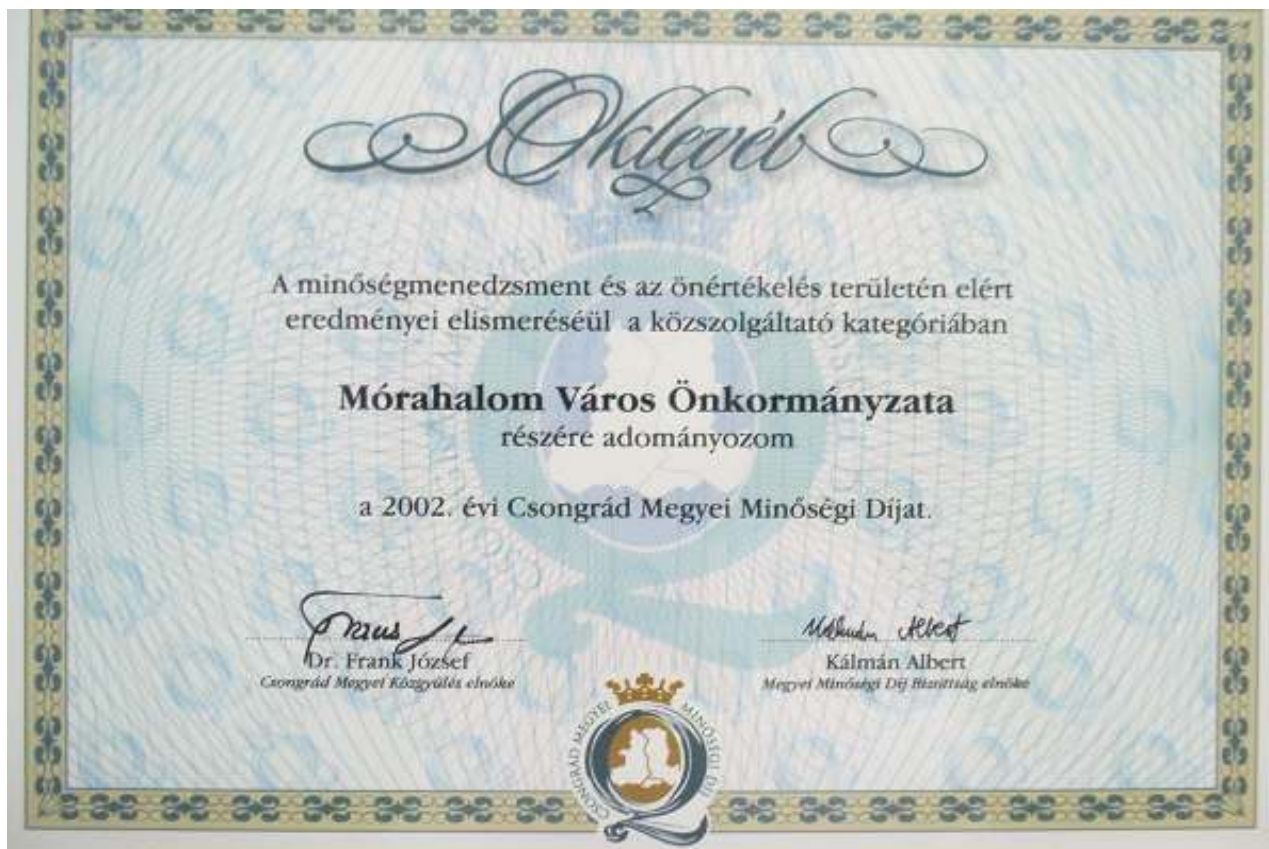 Oklevél
A minőségmenedzsment és az önértékelés területén elért
eredményei elismeréséül a közszolgáltató kategóriában
Mórahalom Város Önkormányzata
részére adományozom
a 2002. évi Csongrád Megyei Minőségi Díjat.
Dr. Frank József
Csongrád Megyei Közgyűlés elnöke
Kálmán Albert
Megyei Minőségi Díj Bizottság elnöke
CSONGRÁD MEGYEI MINŐSÉGI DÍJ